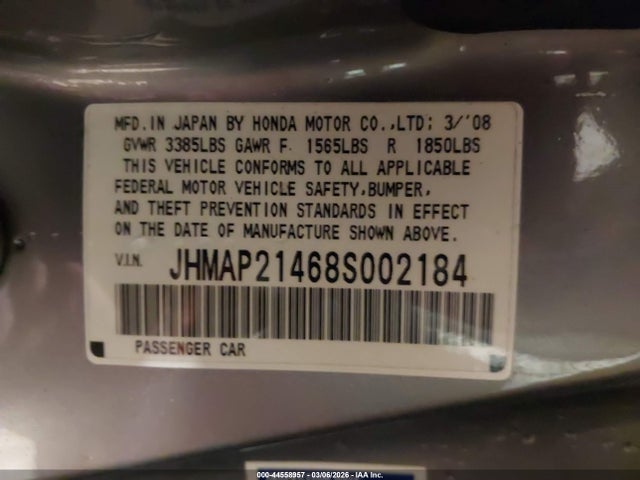 MFD. IN JAPAN BY HONDA MOTOR CO.,LTD; 3/'08
GVWR 3385LBS GAWR F. 1565LBS R 1850LBS
THIS VEHICLE CONFORMS TO ALL APPLICABLE
FEDERAL MOTOR VEHICLE SAFETY,BUMPER,
AND THEFT PREVENTION STANDARDS IN EFFECT
ON THE DATE OF MANUFACTURE SHOWN ABOVE.
V.I.N. JHMAP21468S002184
PASSENGER CAR
000-44558957 - 03/06/2026 - IAA Inc.